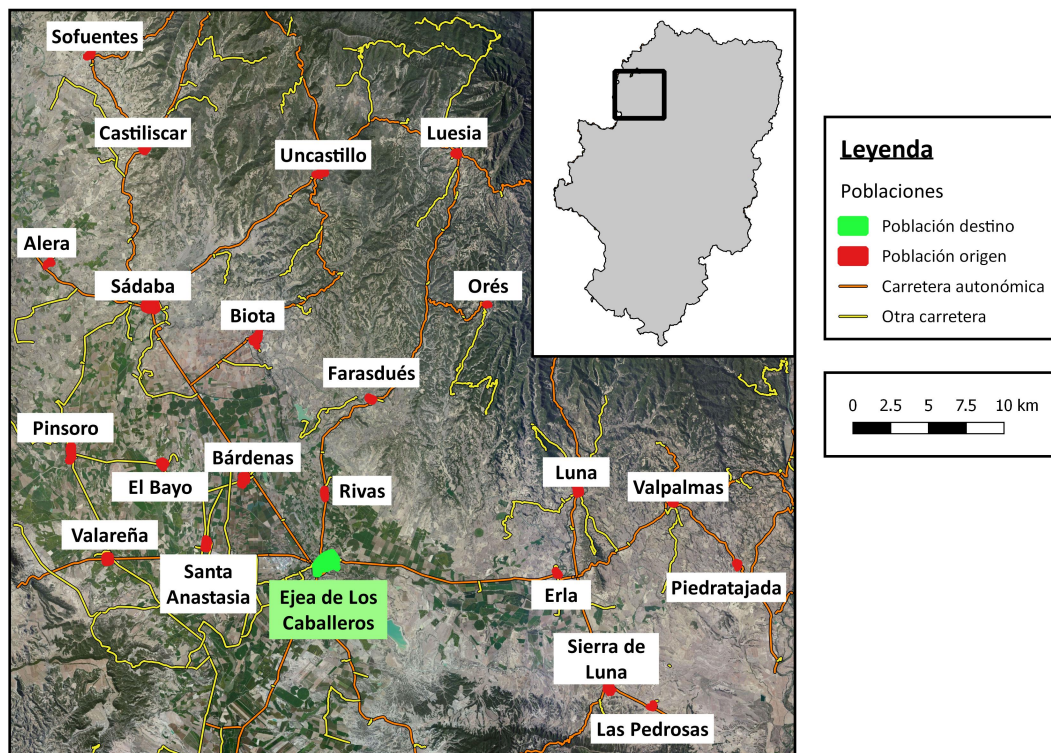 Sofuentes
Castiliscar
Uncastillo
Luesia
Alera
Sádaba
Biota
Orés
Farasdués
Pinsoro
Bárdenas
El Bayo
Rivas
Luna
Valpalmas
Valareña
Santa
Anastasia
Ejea de Los
Caballeros
Erla
Piedratajada
Sierra de
Luna
Las Pedrosas
Leyenda
Poblaciones
Población destino
Población origen
Carretera autonómica
Otra carretera
0 2.5 5 7.5 10 km